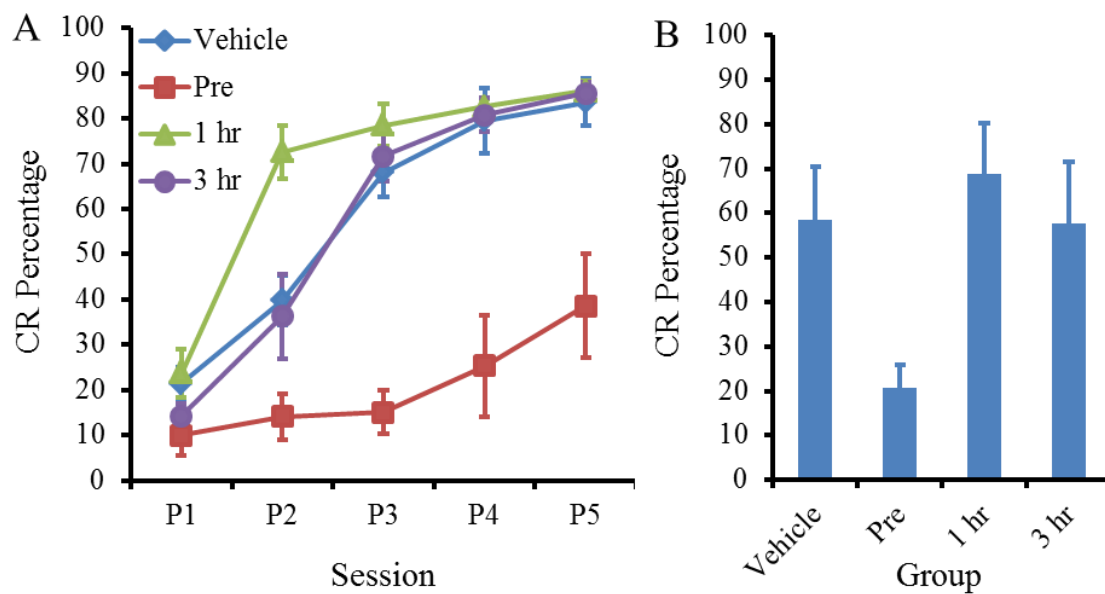 A
100
90
80
70
60
50
40
30
20
10
0
CR Percentage
Vehicle
Pre
1 hr
3 hr
P1 P2 P3 P4 P5
Session
B
100
90
80
70
60
50
40
30
20
10
0
CR Percentage
Vehicle Pre 1 hr 3 hr
Group